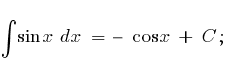 ∫ sin x dx = − cos x + C ;